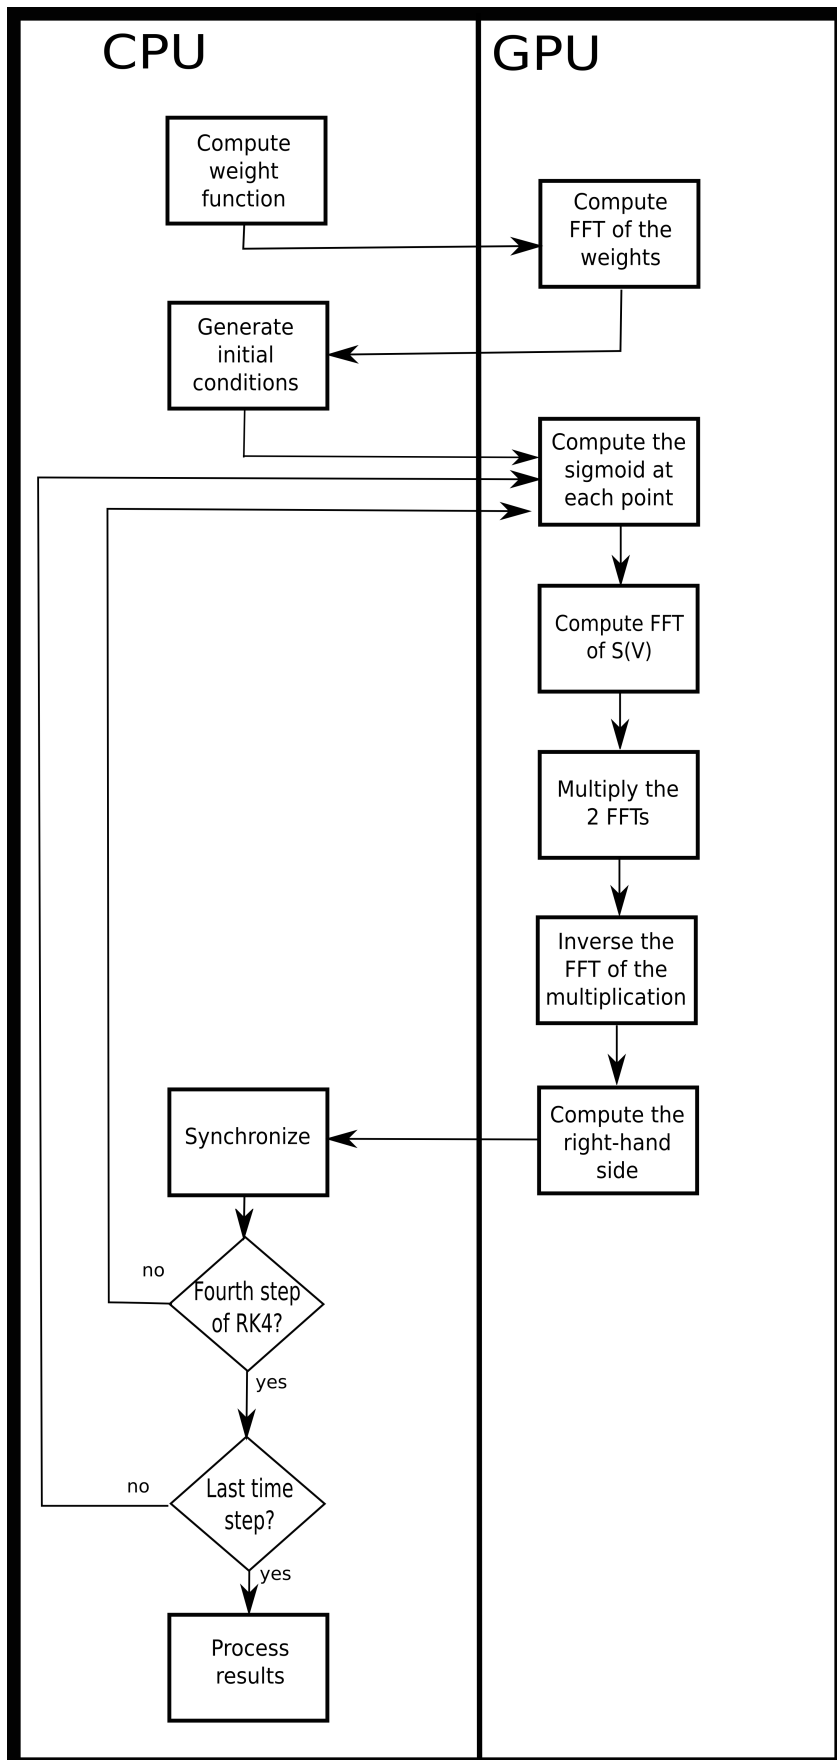 CPU
GPU
Compute
weight
function
Compute
FFT of the
weights
Generate
initial
conditions
Compute the
sigmoid at
each point
Compute FFT
of S(V)
Multiply the
2 FFTs
Inverse the
FFT of the
multiplication
Compute the
right-hand
side
Synchronize
no
Fourth step
of RK4?
yes
no
Last time
step?
yes
Process
results